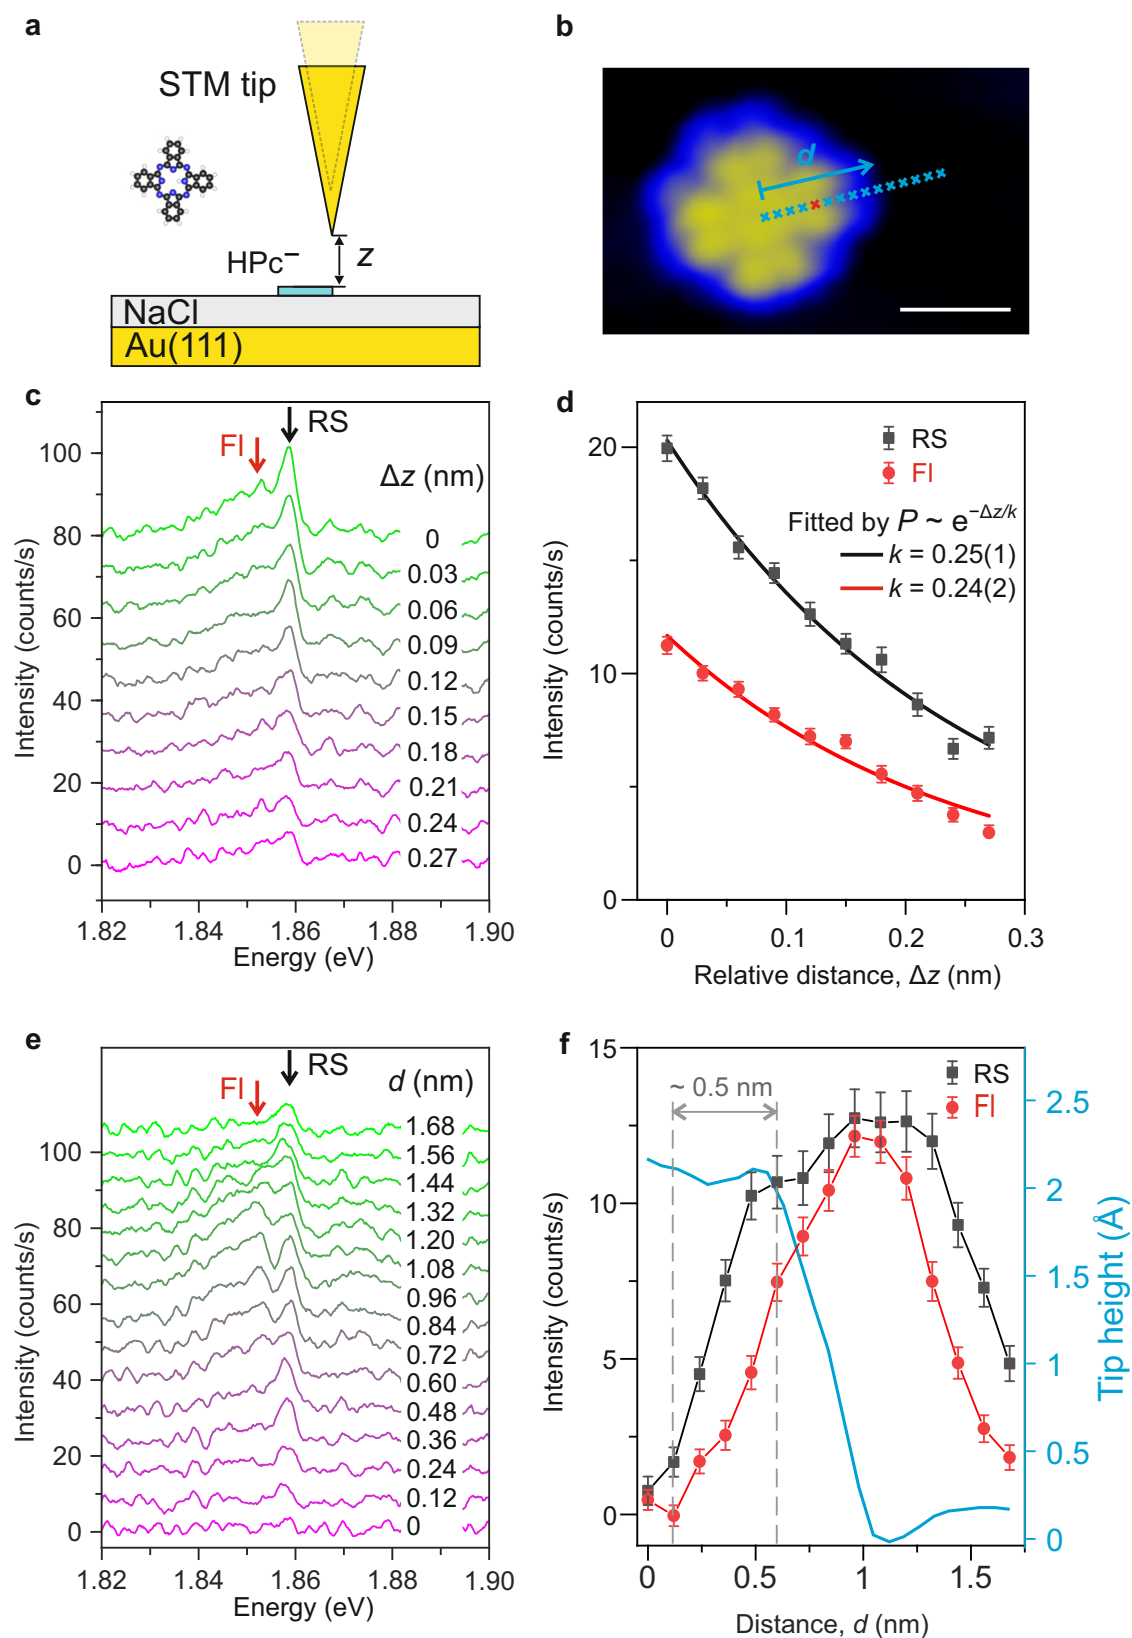 a
STM tip
HPc⁻
z
NaCl
Au(111)
b
d
c
RS
Fl
Δz (nm)
100
80
60
40
20
0
Intensity (counts/s)
0
0.03
0.06
0.09
0.12
0.15
0.18
0.21
0.24
0.27
1.82
1.84
1.86
1.88
1.90
Energy (eV)
d
RS
Fl
Fitted by P ~ e^−Δz/k
k = 0.25(1)
k = 0.24(2)
20
10
0
Intensity (counts/s)
0
0.1
0.2
0.3
Relative distance, Δz (nm)
e
RS
Fl
d (nm)
100
80
60
40
20
0
Intensity (counts/s)
1.68
1.56
1.44
1.32
1.20
1.08
0.96
0.84
0.72
0.60
0.48
0.36
0.24
0.12
0
1.82
1.84
1.86
1.88
1.90
Energy (eV)
f
~ 0.5 nm
RS
Fl
15
10
5
0
Intensity (counts/s)
2.5
2
1.5
1
0.5
0
Tip height (Å)
0
0.5
1
1.5
Distance, d (nm)